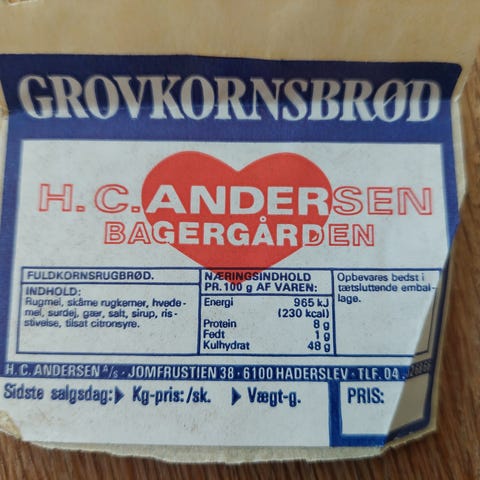 GROVKORNSBRØD
H.C.ANDERSEN
BAGERGÅRDEN
FULDKORNSRUGBRØD.
INDHOLD:
Rugmel, skårne rugkerner, hvede-
mel, surdej, gær, salt, sirup, ris-
stivelse, tilsat citronsyre.
NÆRINGSINDHOLD
PR. 100 g AF VAREN:
Energi 965 kJ
(230 kcal)
Protein 8 g
Fedt 1 g
Kulhydrat 48 g
Opbevares bedst i
tætsluttende embal-
lage.
H. C. ANDERSEN A/S · JOMFRUSTIEN 38 · 6100 HADERSLEV · TLF. 04
Sidste salgsdag: Kg-pris:/sk. Vægt-g. PRIS: